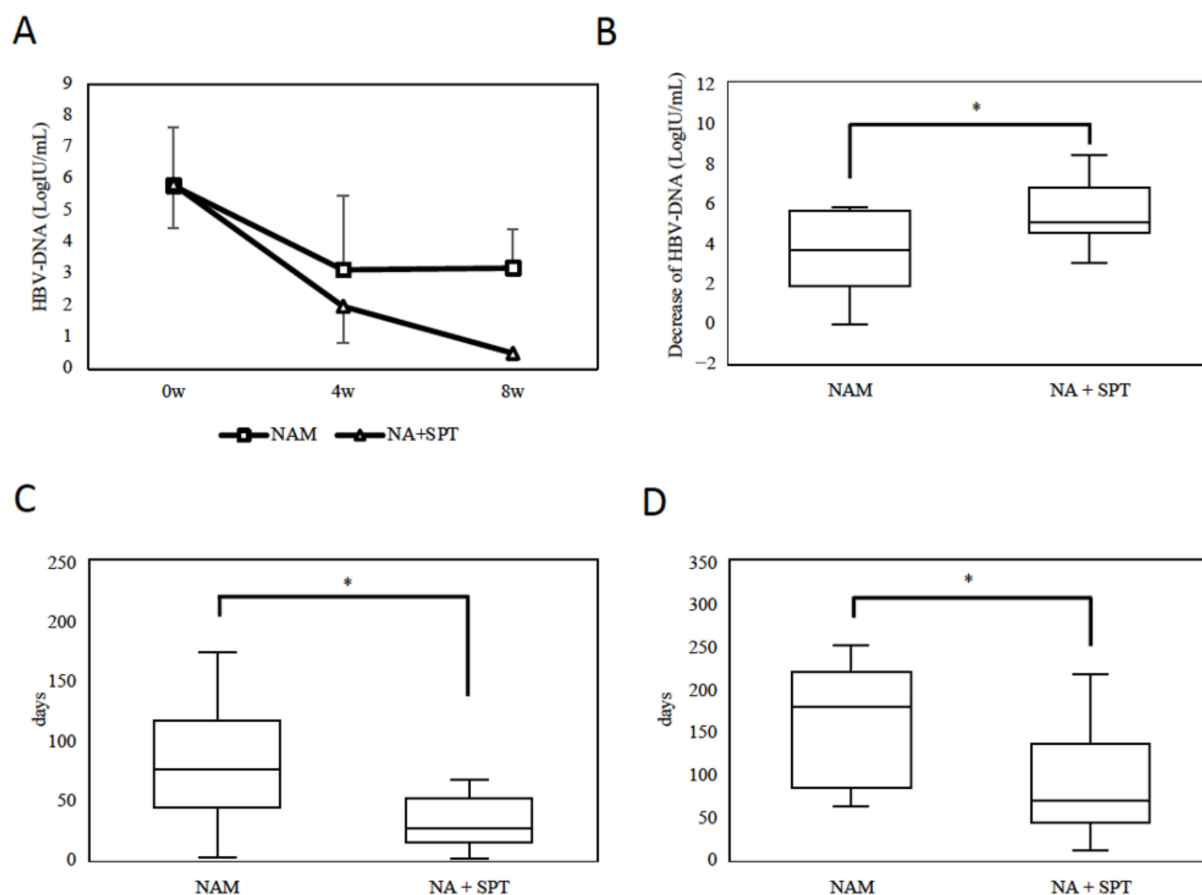 A
HBV-DNA (LogIU/mL)
9
8
7
6
5
4
3
2
1
0
0w 4w 8w
NAM NA+SPT
B
Decrease of HBV-DNA (LogIU/mL)
12
10
8
6
4
2
0
−2
*
NAM NA + SPT
C
days
250
200
150
100
50
0
*
NAM NA + SPT
D
days
350
300
250
200
150
100
50
0
*
NAM NA + SPT